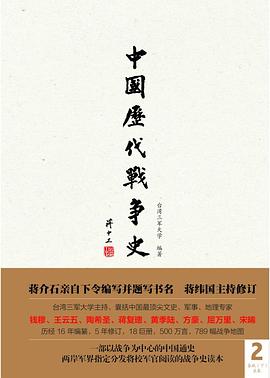 中國歷代戰爭史
蔣中正
台湾三军大学 编著
蒋介石亲自下令编写并题写书名 蒋纬国主持修订
台湾三军大学主持，囊括中国最顶尖文史、军事、地理专家
钱穆、王云五、陶希圣、蒋复璁、黄季陆、方豪、屈万里、宋晞
历经16年编纂，5年修订，18巨册，500万言，789幅战争地图
一部以战争为中心的中国通史
两岸军界指定分发将校军官阅读的战争史读本
2